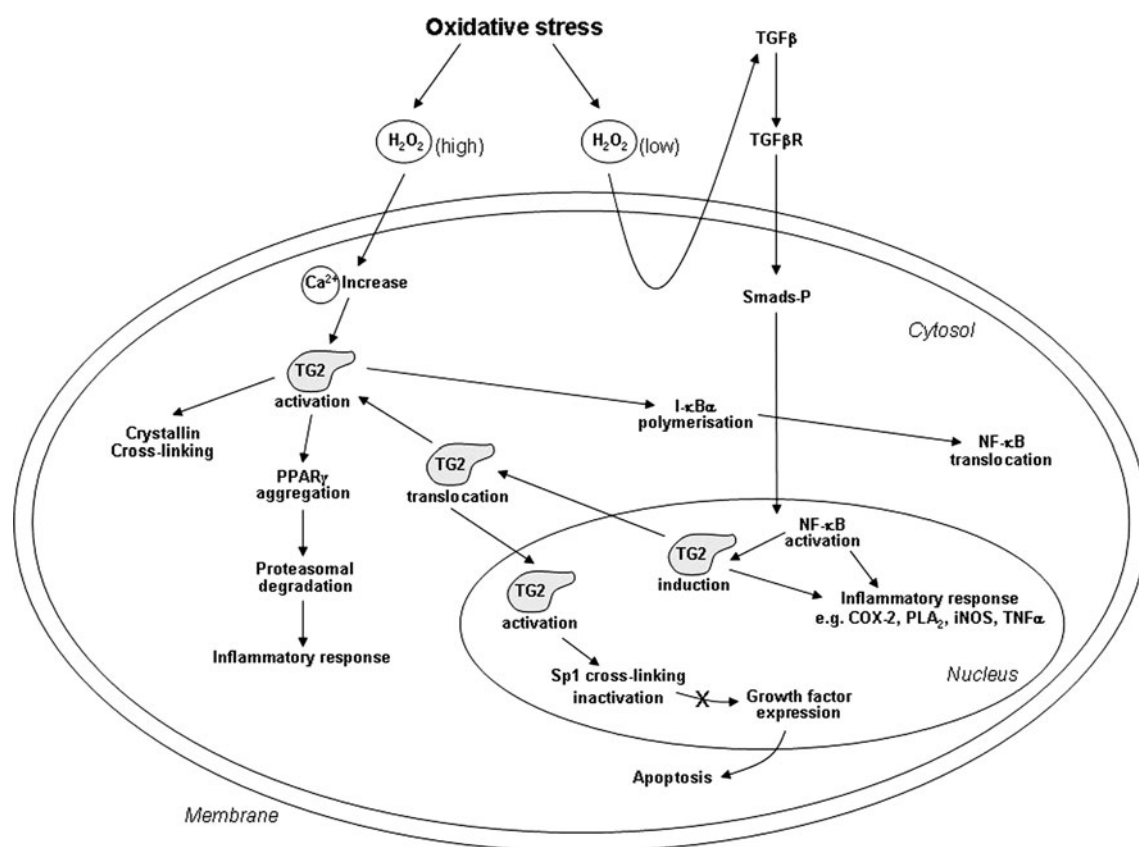 Oxidative stress
TGFβ
H₂O₂ (high)
H₂O₂ (low)
TGFβR
Ca²⁺ Increase
Smads-P
Cytosol
TG2
activation
I-κBα
polymerisation
Crystallin
Cross-linking
NF-κB
translocation
PPARγ
aggregation
TG2
translocation
NF-κB
activation
TG2
induction
Proteasomal
degradation
TG2
activation
Inflammatory response
e.g. COX-2, PLA₂, iNOS, TNFα
Inflammatory response
Sp1 cross-linking
inactivation
X
Growth factor
expression
Nucleus
Apoptosis
Membrane